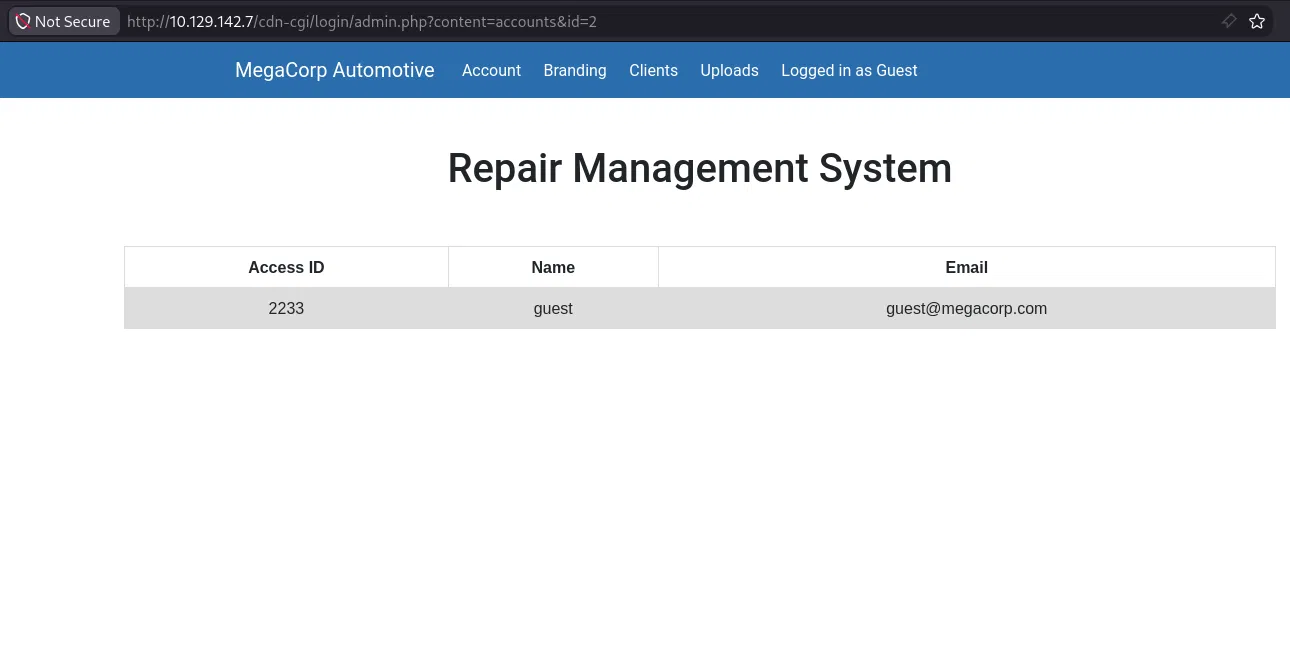 Not Secure http://10.129.142.7/cdn-cgi/login/admin.php?content=accounts&id=2
MegaCorp Automotive Account Branding Clients Uploads Logged in as Guest
Repair Management System
Access ID Name Email
2233 guest guest@megacorp.com